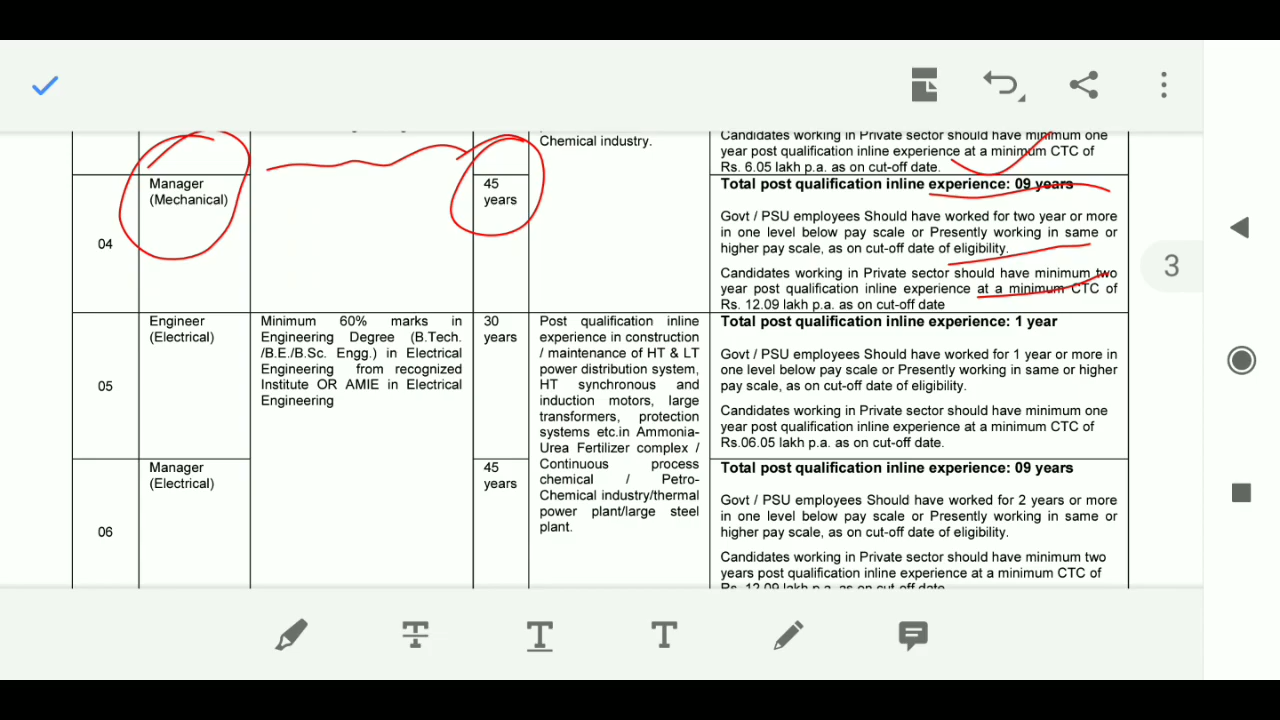 Chemical industry.
Candidates working in Private sector should have minimum one
year post qualification inline experience at a minimum CTC of
Rs. 6.05 lakh p.a. as on cut-off date.
04
Manager
(Mechanical)
45
years
Total post qualification inline experience: 09 years
Govt / PSU employees Should have worked for two year or more
in one level below pay scale or Presently working in same or
higher pay scale, as on cut-off date of eligibility.
Candidates working in Private sector should have minimum two
year post qualification inline experience at a minimum CTC of
Rs. 12.09 lakh p.a. as on cut-off date
3
05
Engineer
(Electrical)
Minimum 60% marks in
Engineering Degree (B.Tech.
/B.E./B.Sc. Engg.) in Electrical
Engineering from recognized
Institute OR AMIE in Electrical
Engineering
30
years
Post qualification inline
experience in construction
/ maintenance of HT & LT
power distribution system,
HT synchronous and
induction motors, large
transformers, protection
systems etc.in Ammonia-
Urea Fertilizer complex /
Continuous process
chemical / Petro-
Chemical industry/thermal
power plant/large steel
plant.
Total post qualification inline experience: 1 year
Govt / PSU employees Should have worked for 1 year or more in
one level below pay scale or Presently working in same or higher
pay scale, as on cut-off date of eligibility.
Candidates working in Private sector should have minimum one
year post qualification inline experience at a minimum CTC of
Rs.06.05 lakh p.a. as on cut-off date.
06
Manager
(Electrical)
45
years
Total post qualification inline experience: 09 years
Govt / PSU employees Should have worked for 2 years or more
in one level below pay scale or Presently working in same or
higher pay scale, as on cut-off date of eligibility.
Candidates working in Private sector should have minimum two
years post qualification inline experience at a minimum CTC of
Rs. 12.09 lakh p.a. as on cut-off date
T
T
T